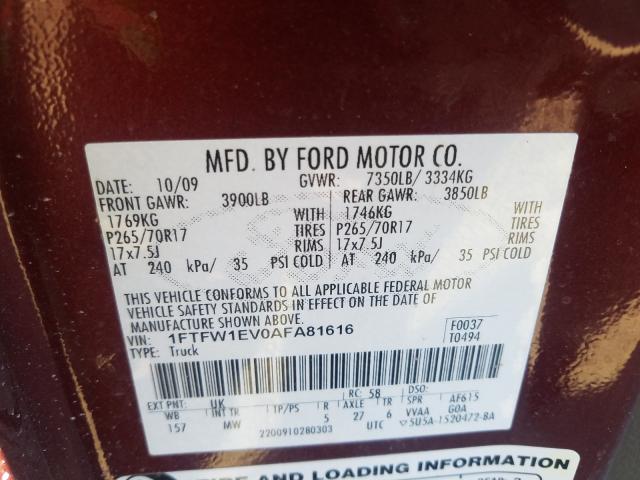 MFD. BY FORD MOTOR CO.
DATE: 10/09 GVWR: 7350LB/ 3334KG
FRONT GAWR: 3900LB REAR GAWR: 3850LB
1769KG WITH 1746KG WITH
P265/70R17 TIRES P265/70R17 TIRES
17x7.5J RIMS 17x7.5J RIMS
AT 240 kPa/ 35 PSI COLD AT 240 kPa/ 35 PSI COLD
THIS VEHICLE CONFORMS TO ALL APPLICABLE FEDERAL MOTOR
VEHICLE SAFETY STANDARDS IN EFFECT ON THE DATE OF
MANUFACTURE SHOWN ABOVE.
VIN: 1FTFW1EV0AFA81616 F0037
TYPE: Truck T0494
EXT PNT: UK RC: 58 DSO:
WB INT TR TP/PS R AXLE TR SPR AF615
157 MW 5 27 6 VVAA G0A
2200910280303 UTC ▽5U5A-1520472-BA
AND LOADING INFORMATION